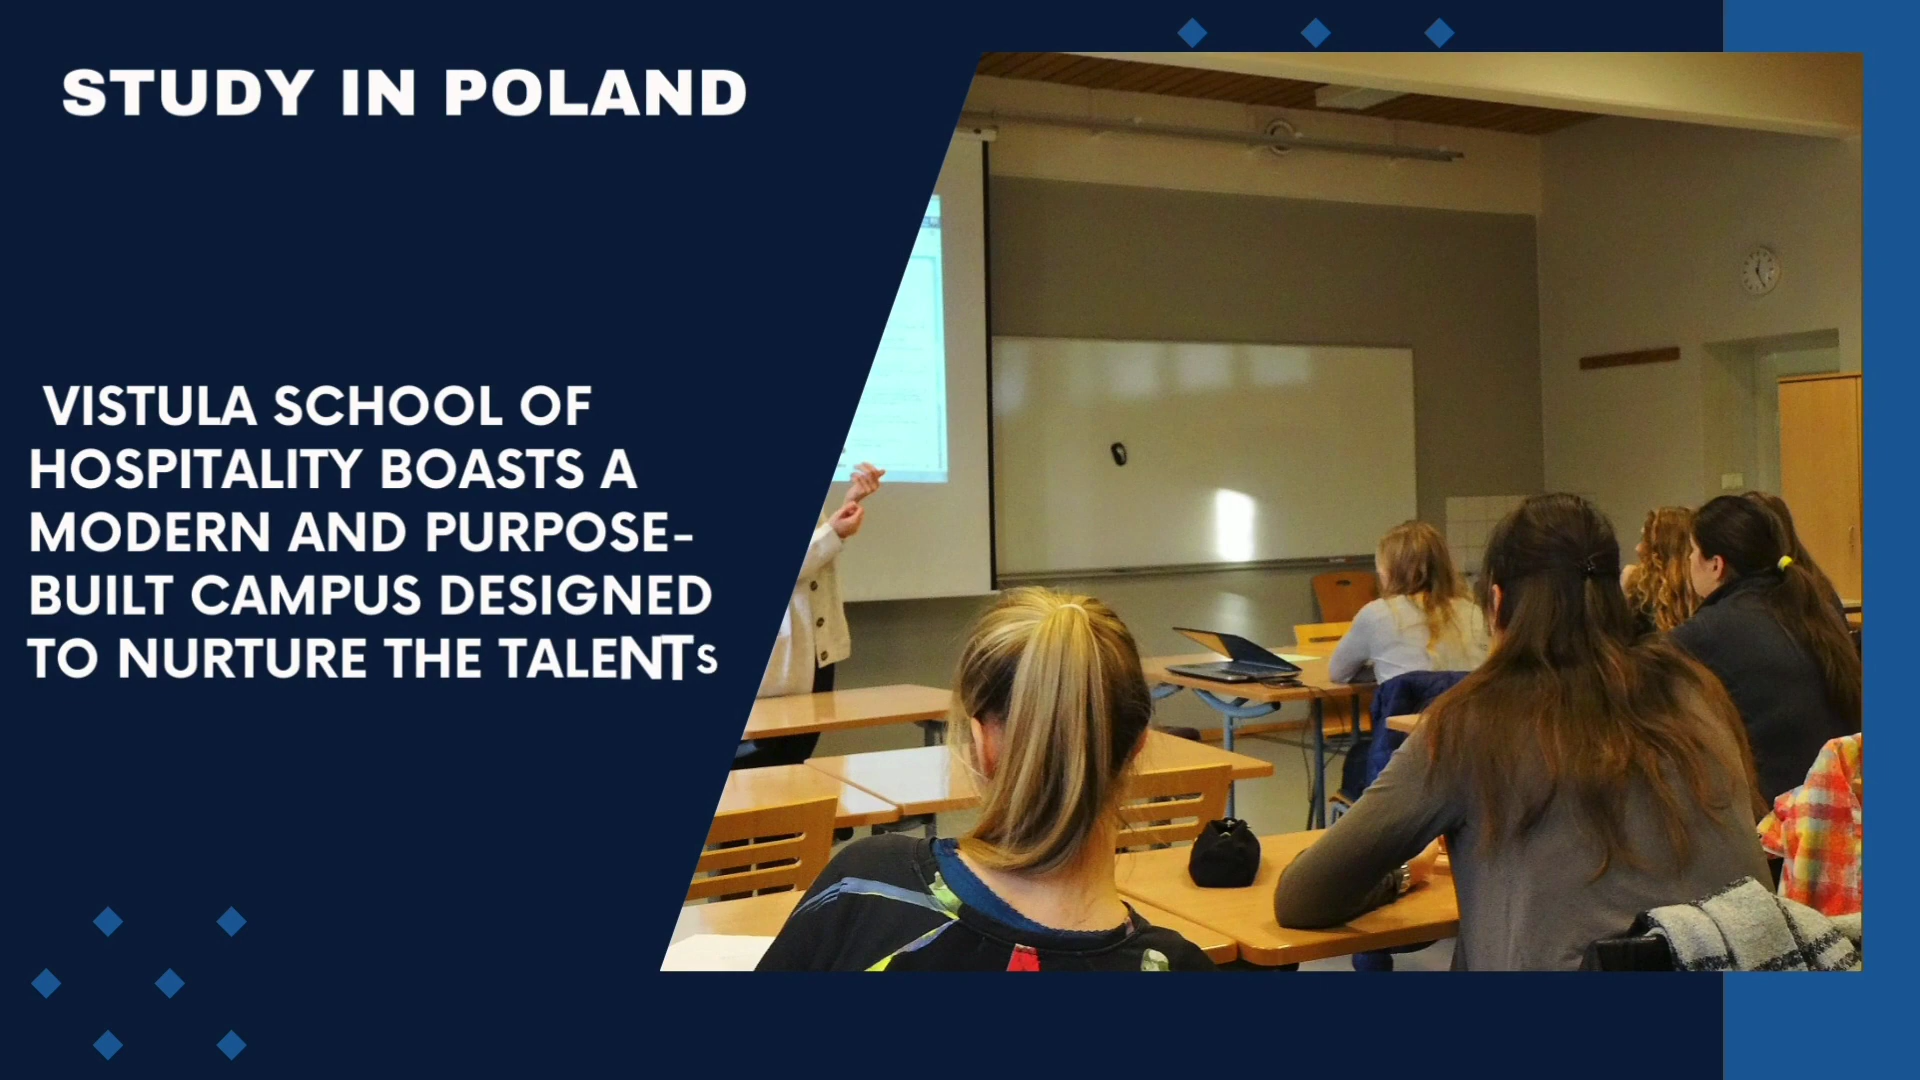 STUDY IN POLAND
VISTULA SCHOOL OF
HOSPITALITY BOASTS A
MODERN AND PURPOSE-
BUILT CAMPUS DESIGNED
TO NURTURE THE TALENTS